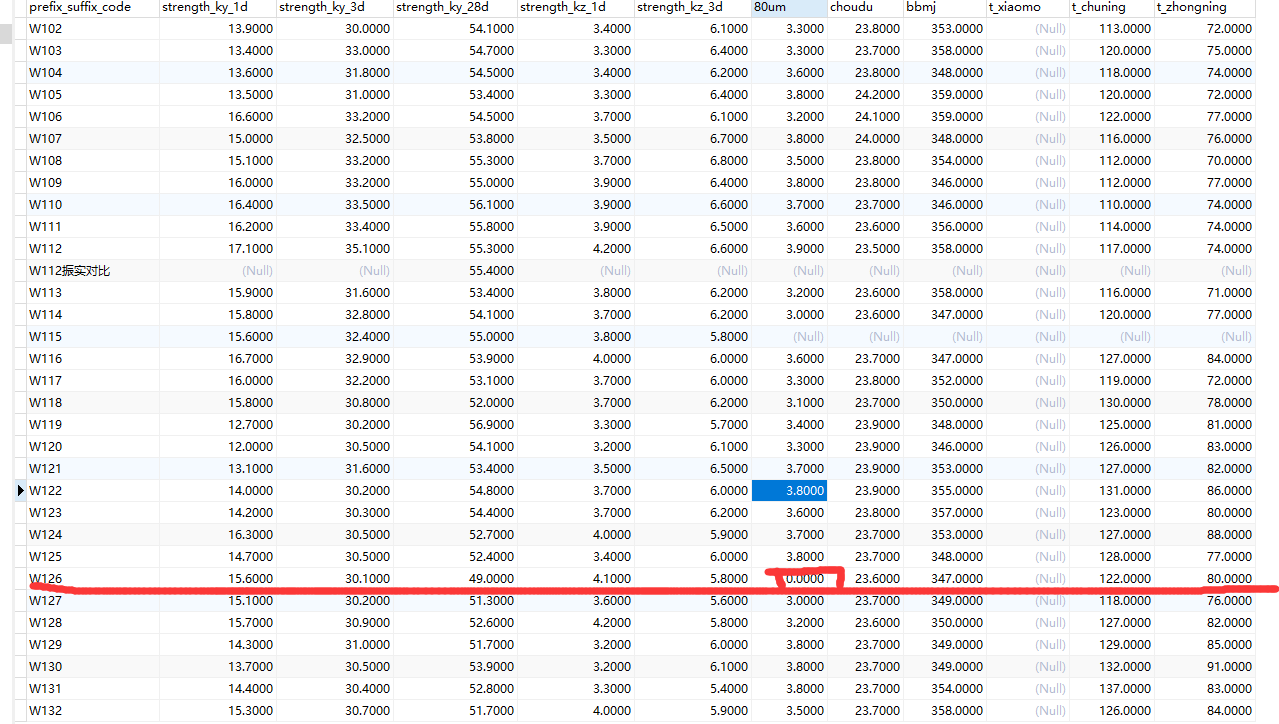 prefix_suffix_code strength_ky_1d strength_ky_3d strength_ky_28d strength_kz_1d strength_kz_3d 80um choudu bbmj t_xiaomo t_chuning t_zhongning
W102 13.9000 30.0000 54.1000 3.4000 6.1000 3.3000 23.8000 353.0000 (Null) 113.0000 72.0000
W103 13.4000 33.0000 54.7000 3.3000 6.4000 3.3000 23.7000 358.0000 (Null) 120.0000 75.0000
W104 13.6000 31.8000 54.5000 3.4000 6.2000 3.6000 23.8000 348.0000 (Null) 118.0000 74.0000
W105 13.5000 31.0000 53.4000 3.3000 6.4000 3.8000 24.2000 359.0000 (Null) 120.0000 72.0000
W106 16.6000 33.2000 54.5000 3.7000 6.1000 3.2000 24.1000 359.0000 (Null) 122.0000 77.0000
W107 15.0000 32.5000 53.8000 3.5000 6.7000 3.8000 24.0000 348.0000 (Null) 116.0000 76.0000
W108 15.1000 33.2000 55.3000 3.7000 6.8000 3.5000 23.8000 354.0000 (Null) 112.0000 70.0000
W109 16.0000 33.2000 55.0000 3.9000 6.4000 3.8000 23.8000 346.0000 (Null) 112.0000 77.0000
W110 16.4000 33.5000 56.1000 3.9000 6.6000 3.7000 23.7000 346.0000 (Null) 110.0000 74.0000
W111 16.2000 33.4000 55.8000 3.9000 6.5000 3.6000 23.6000 356.0000 (Null) 114.0000 74.0000
W112 17.1000 35.1000 55.3000 4.2000 6.6000 3.9000 23.5000 358.0000 (Null) 117.0000 74.0000
W112振实对比 (Null) (Null) 55.4000 (Null) (Null) (Null) (Null) (Null) (Null) (Null) (Null)
W113 15.9000 31.6000 53.4000 3.8000 6.2000 3.2000 23.6000 358.0000 (Null) 116.0000 71.0000
W114 15.8000 32.8000 54.1000 3.7000 6.2000 3.0000 23.6000 347.0000 (Null) 120.0000 77.0000
W115 15.6000 32.4000 55.0000 3.8000 5.8000 (Null) (Null) (Null) (Null) (Null) (Null)
W116 16.7000 32.9000 53.9000 4.0000 6.0000 3.6000 23.7000 347.0000 (Null) 127.0000 84.0000
W117 16.0000 32.2000 53.1000 3.7000 6.0000 3.3000 23.8000 352.0000 (Null) 119.0000 72.0000
W118 15.8000 30.8000 52.0000 3.7000 6.2000 3.1000 23.7000 350.0000 (Null) 130.0000 78.0000
W119 12.7000 30.2000 56.9000 3.3000 5.7000 3.4000 23.9000 348.0000 (Null) 125.0000 81.0000
W120 12.0000 30.5000 54.1000 3.2000 6.1000 3.3000 23.9000 346.0000 (Null) 126.0000 83.0000
W121 13.1000 31.6000 53.4000 3.5000 6.5000 3.7000 23.9000 353.0000 (Null) 127.0000 82.0000
W122 14.0000 30.2000 54.8000 3.7000 6.0000 3.8000 23.9000 355.0000 (Null) 131.0000 86.0000
W123 14.2000 30.3000 54.4000 3.7000 6.2000 3.6000 23.8000 357.0000 (Null) 123.0000 80.0000
W124 16.3000 30.5000 52.7000 4.0000 5.9000 3.7000 23.7000 353.0000 (Null) 127.0000 88.0000
W125 14.7000 30.5000 52.4000 3.4000 6.0000 3.8000 23.7000 348.0000 (Null) 128.0000 77.0000
W126 15.6000 30.1000 49.0000 4.1000 5.8000 0.0000 23.6000 347.0000 (Null) 122.0000 80.0000
W127 15.1000 30.2000 51.3000 3.6000 5.6000 3.0000 23.7000 349.0000 (Null) 118.0000 76.0000
W128 15.7000 30.9000 52.6000 4.2000 5.8000 3.2000 23.6000 350.0000 (Null) 127.0000 82.0000
W129 14.3000 31.0000 51.7000 3.2000 6.0000 3.8000 23.7000 349.0000 (Null) 129.0000 85.0000
W130 13.7000 30.5000 53.9000 3.2000 6.1000 3.8000 23.7000 349.0000 (Null) 132.0000 91.0000
W131 14.4000 30.4000 52.8000 3.3000 5.4000 3.8000 23.7000 354.0000 (Null) 137.0000 83.0000
W132 15.3000 30.7000 51.7000 4.0000 5.9000 3.5000 23.7000 358.0000 (Null) 126.0000 84.0000